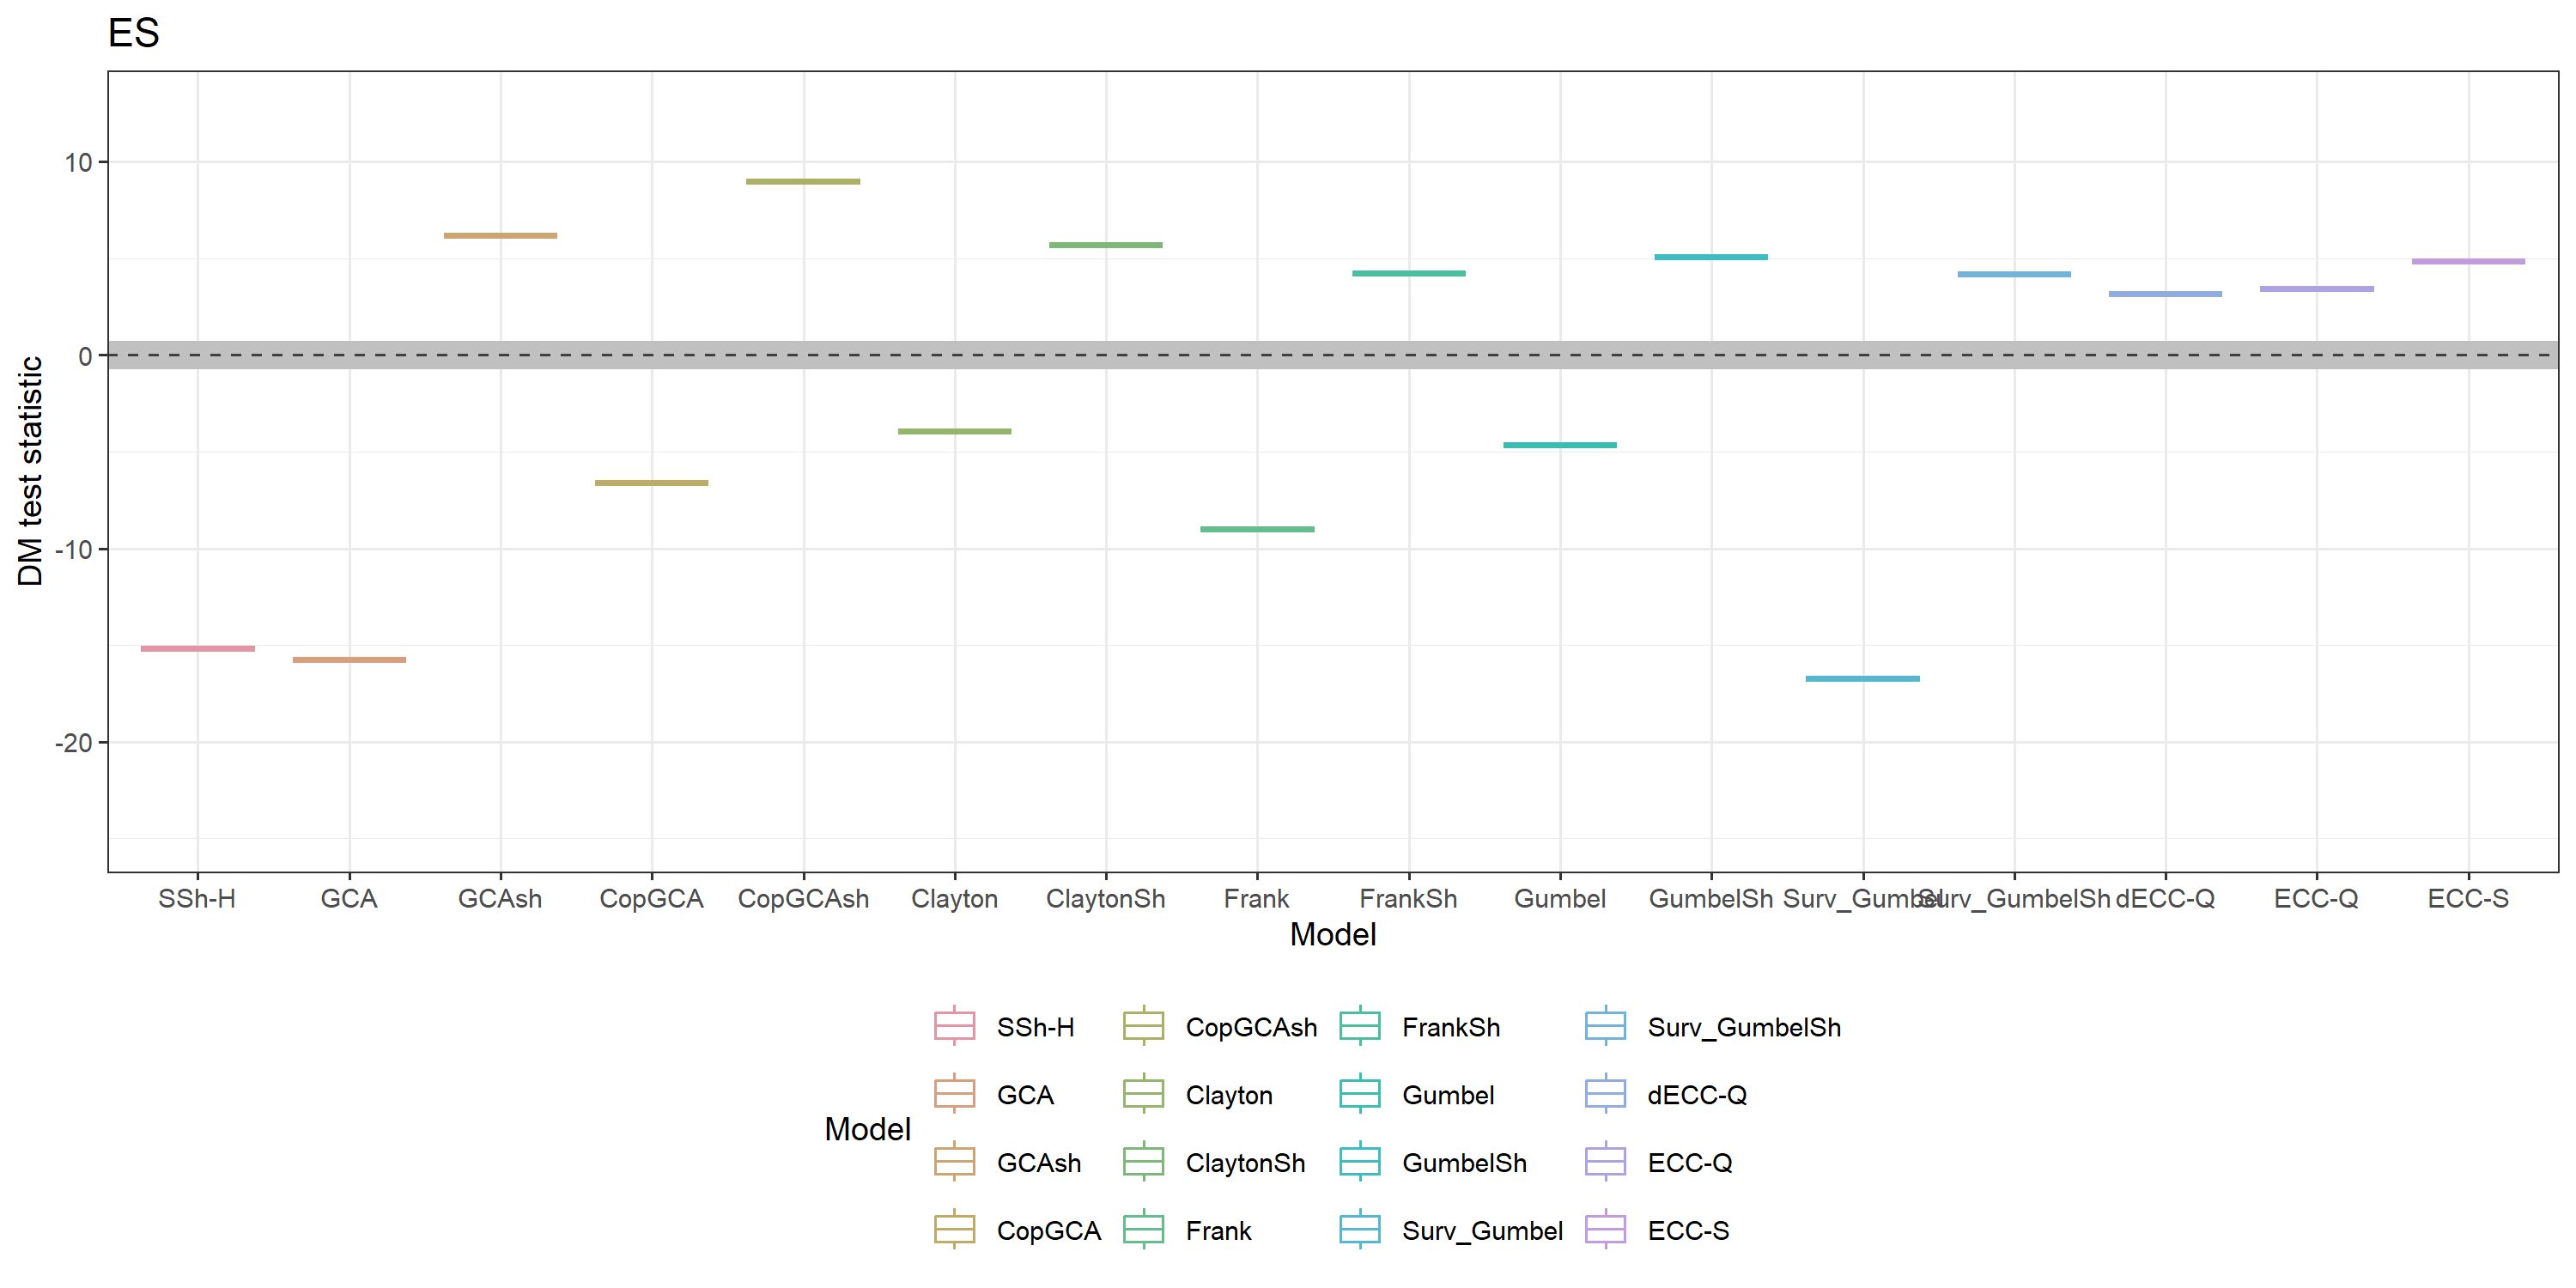 ES
DM test statistic
10
0
-10
-20
SSh-H GCA GCAsh CopGCA CopGCAsh Clayton ClaytonSh Frank FrankSh Gumbel GumbelSh Surv_Gumbel Surv_GumbelSh dECC-Q ECC-Q ECC-S
Model
Model
SSh-H CopGCAsh FrankSh Surv_GumbelSh
GCA Clayton Gumbel dECC-Q
GCAsh ClaytonSh GumbelSh ECC-Q
CopGCA Frank Surv_Gumbel ECC-S